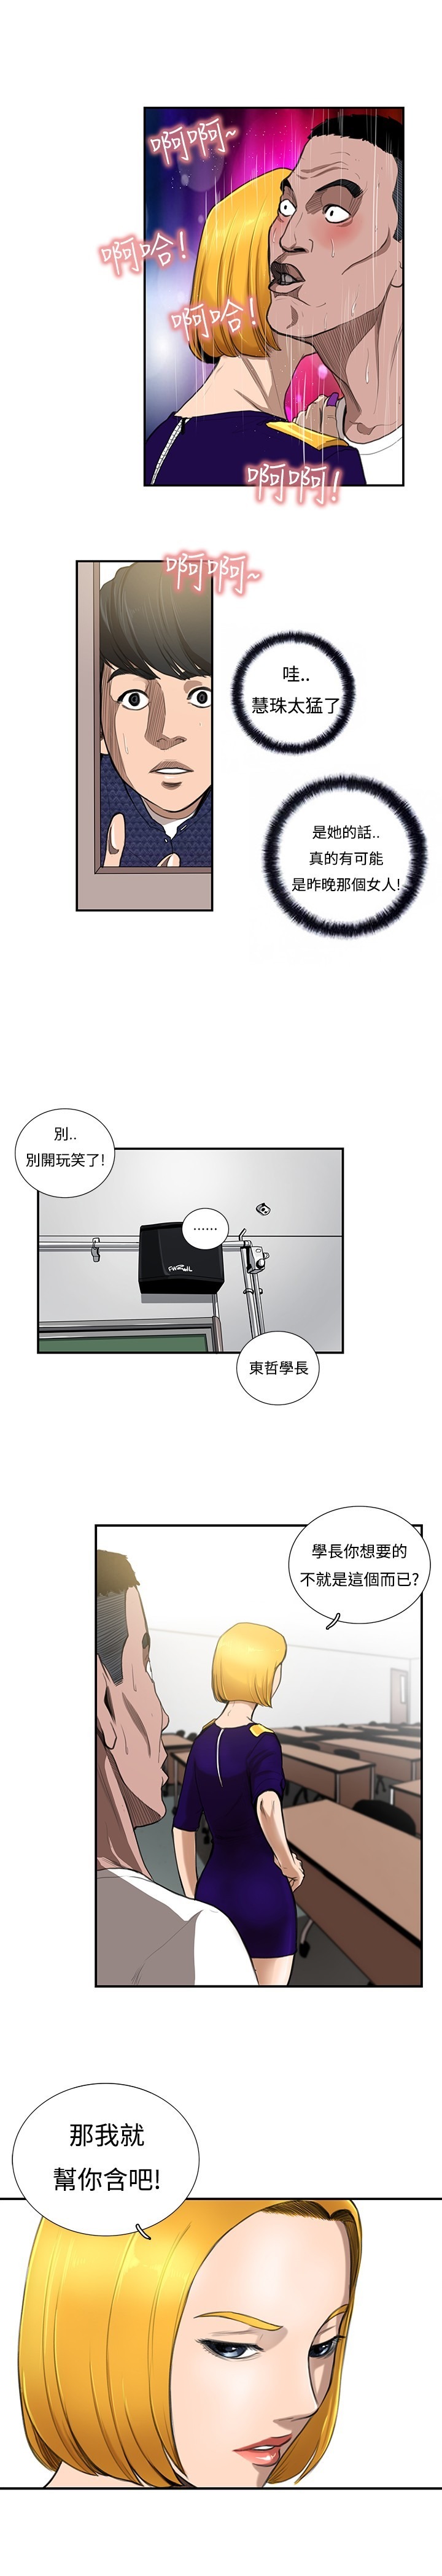 啊啊~
啊哈!
啊哈!
啊啊!
啊啊~
哇..
慧珠太猛了
是她的話..
真的有可能
是昨晚那個女人!
別..
別開玩笑了!
......
東哲學長
學長你想要的
不就是這個而已?
那我就
幫你含吧!